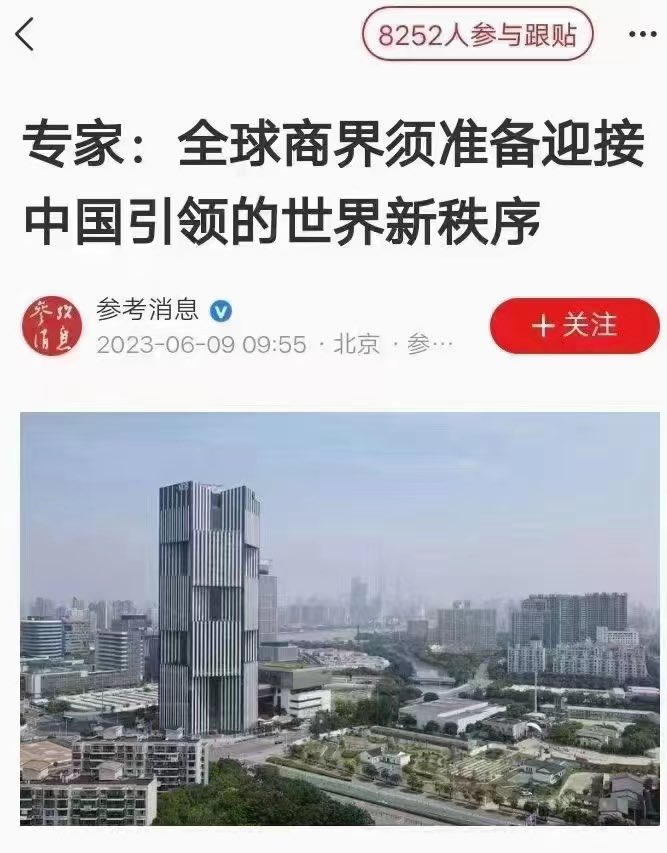 8252人参与跟贴
专家：全球商界须准备迎接
中国引领的世界新秩序
参考消息
参攷消息
2023-06-09 09:55 · 北京 · 参…
+关注